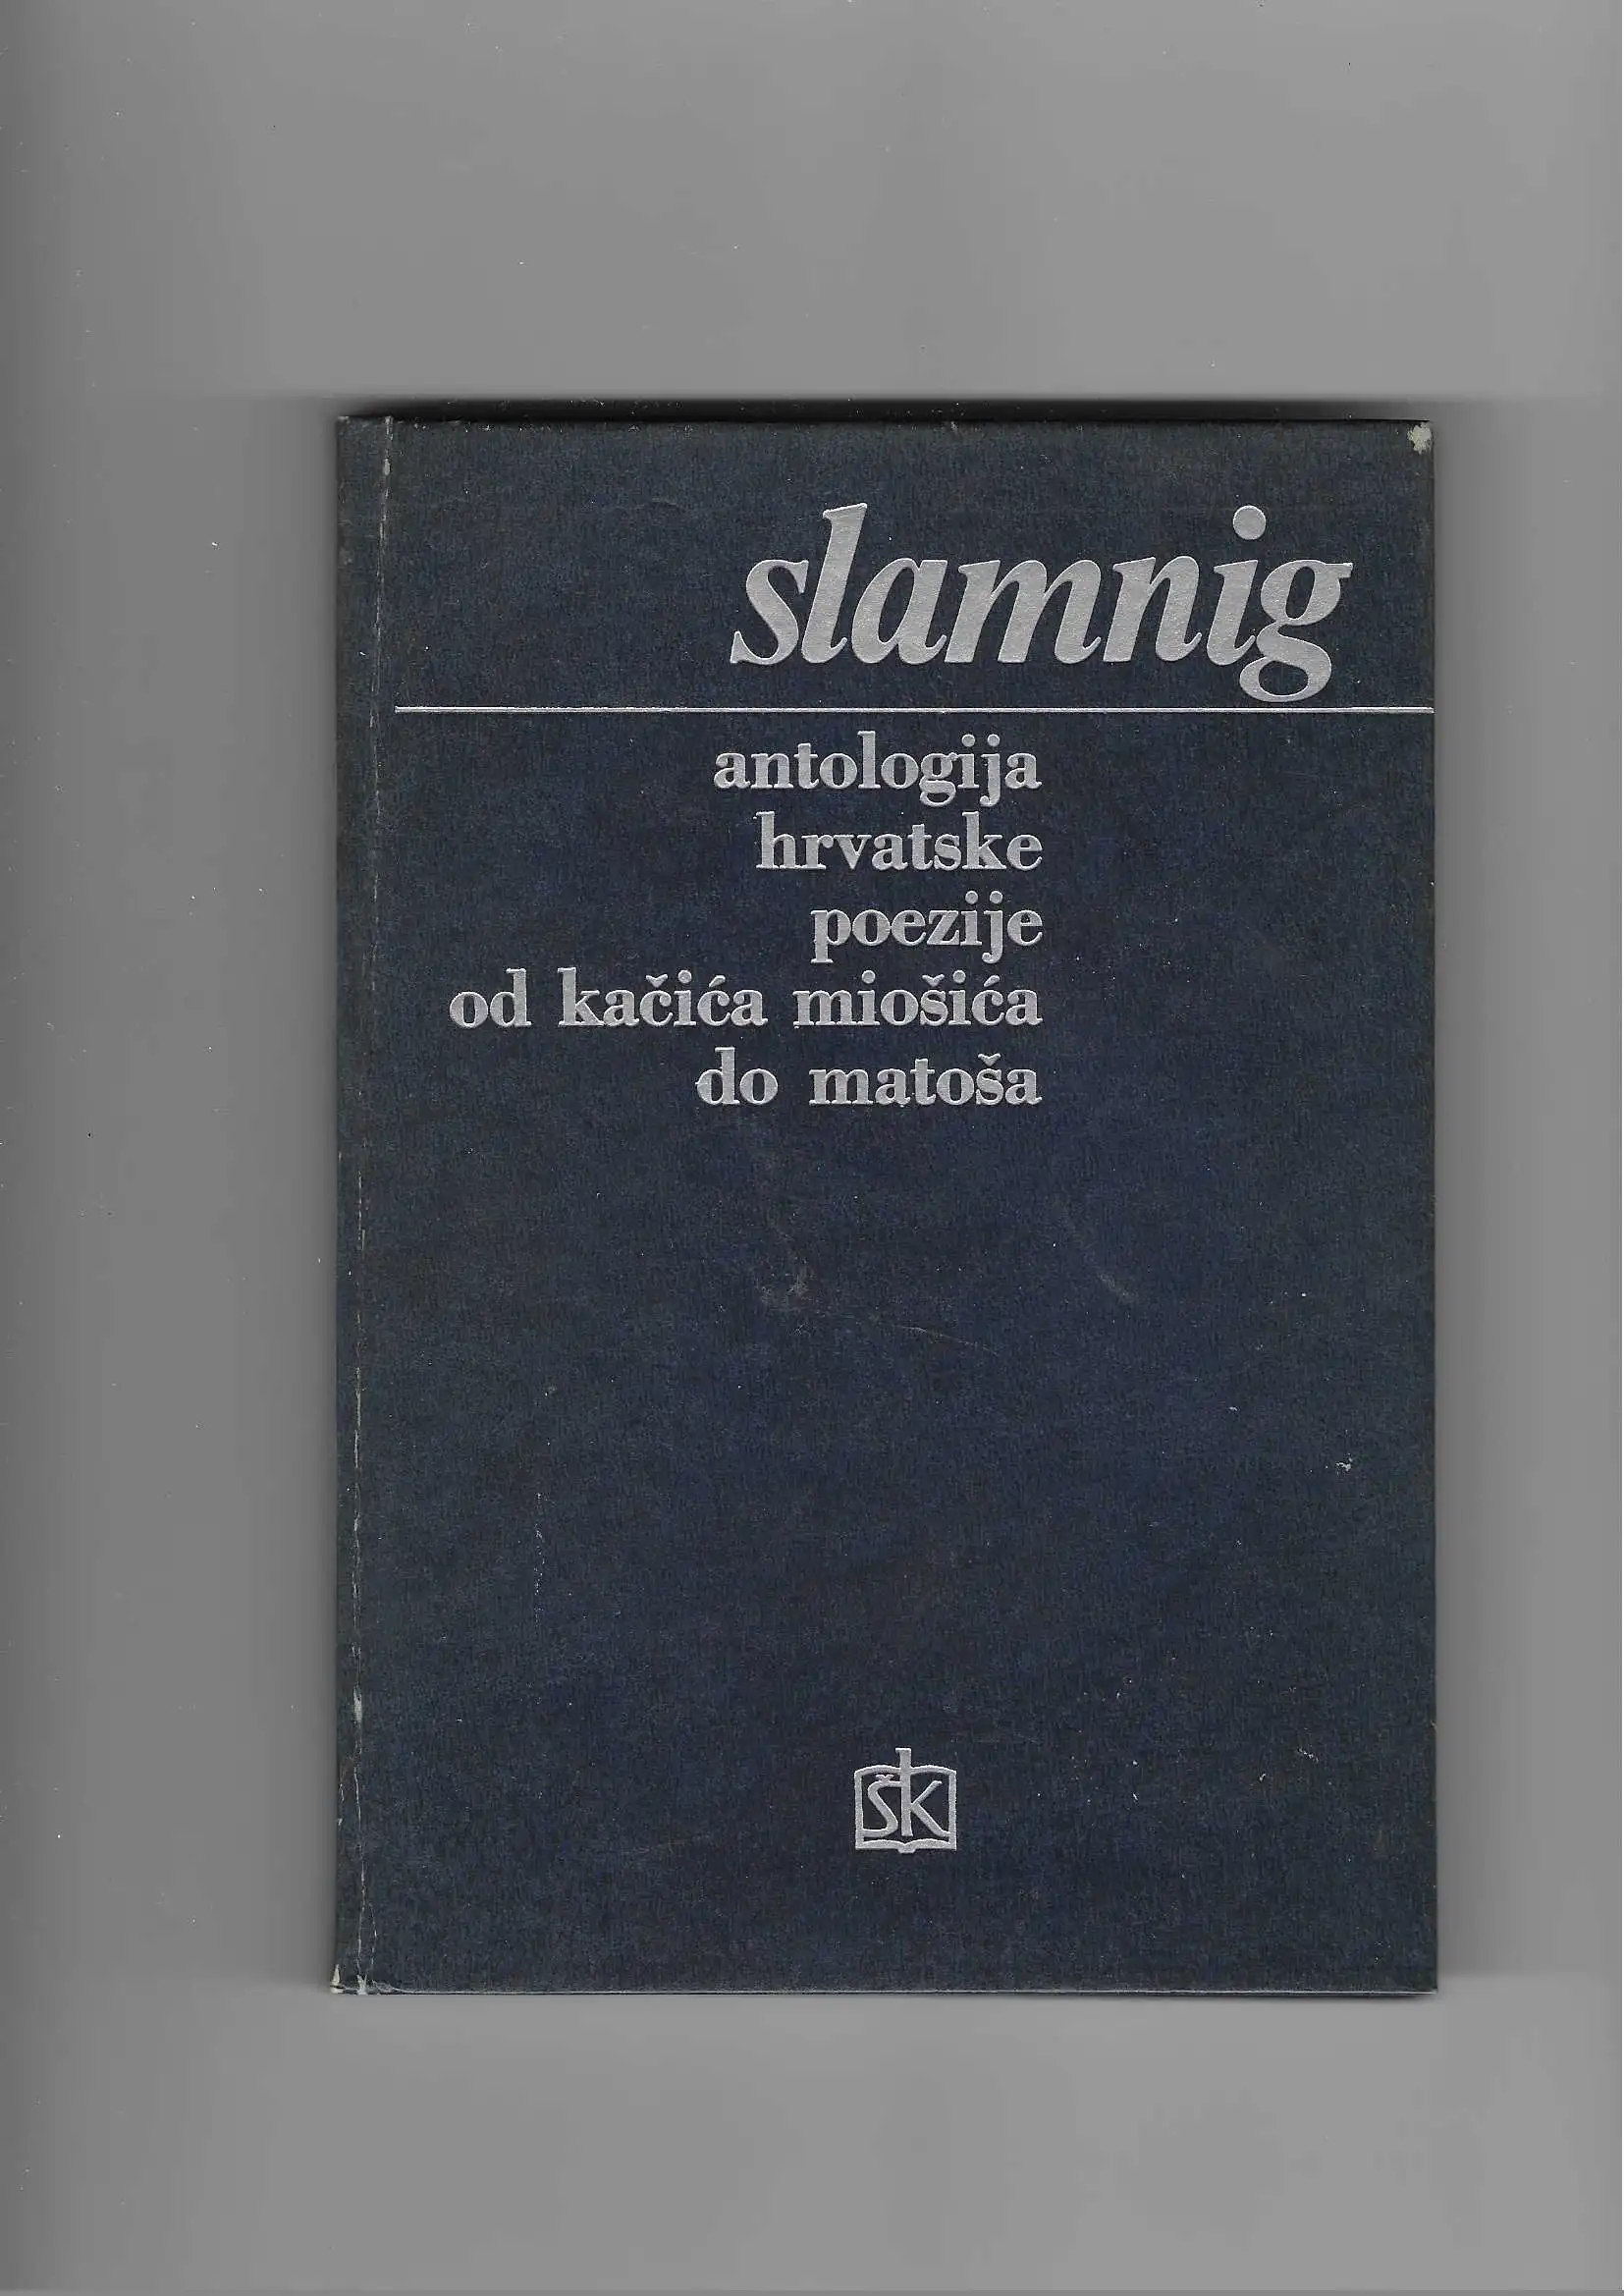 slamnig
antologija
hrvatske
poezije
od kačića miošića
do matoša
šk